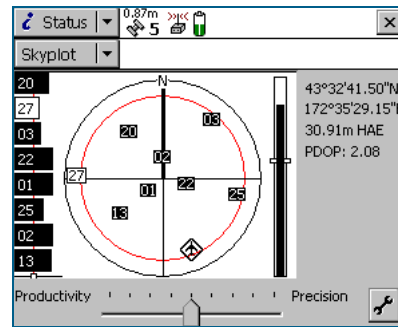 i Status 0.87m 5
Skyplot
20
27
03
22
01
25
02
13
N
20
03
02
27
01
22
25
13
43°32'41.50"N
172°35'29.15"
30.91m HAE
PDOP: 2.08
Productivity Precision